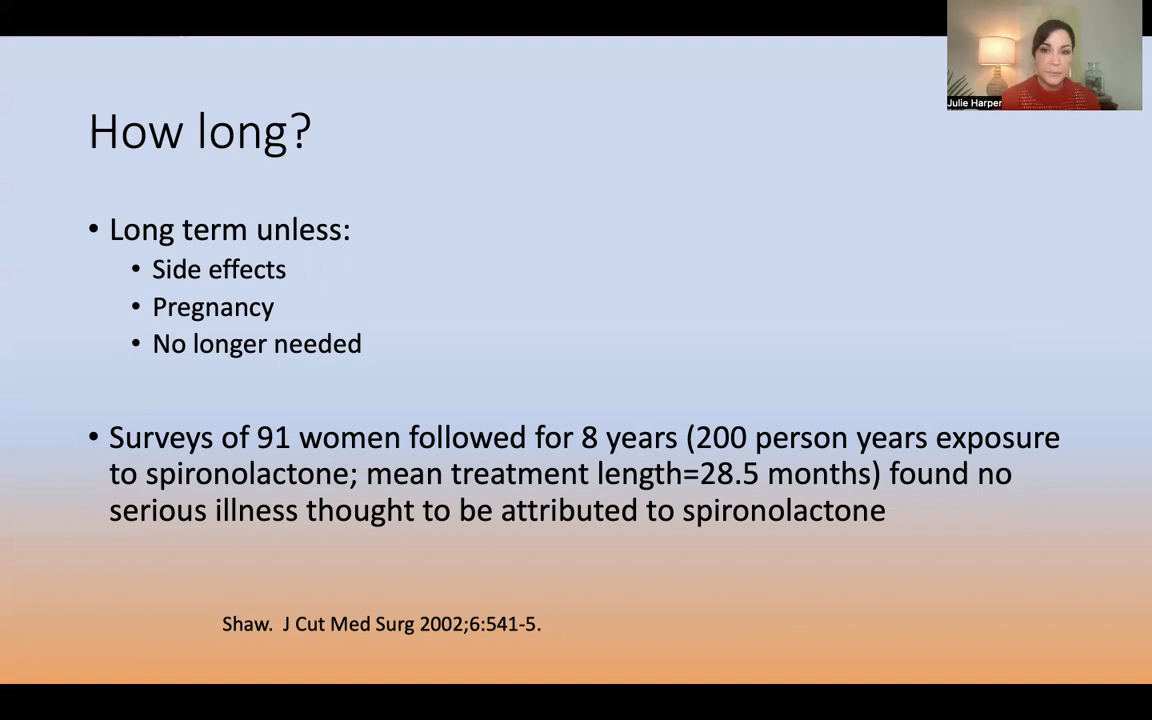 Julie Harper
How long?
• Long term unless:
• Side effects
• Pregnancy
• No longer needed
• Surveys of 91 women followed for 8 years (200 person years exposure
to spironolactone; mean treatment length=28.5 months) found no
serious illness thought to be attributed to spironolactone
Shaw.  J Cut Med Surg 2002;6:541-5.